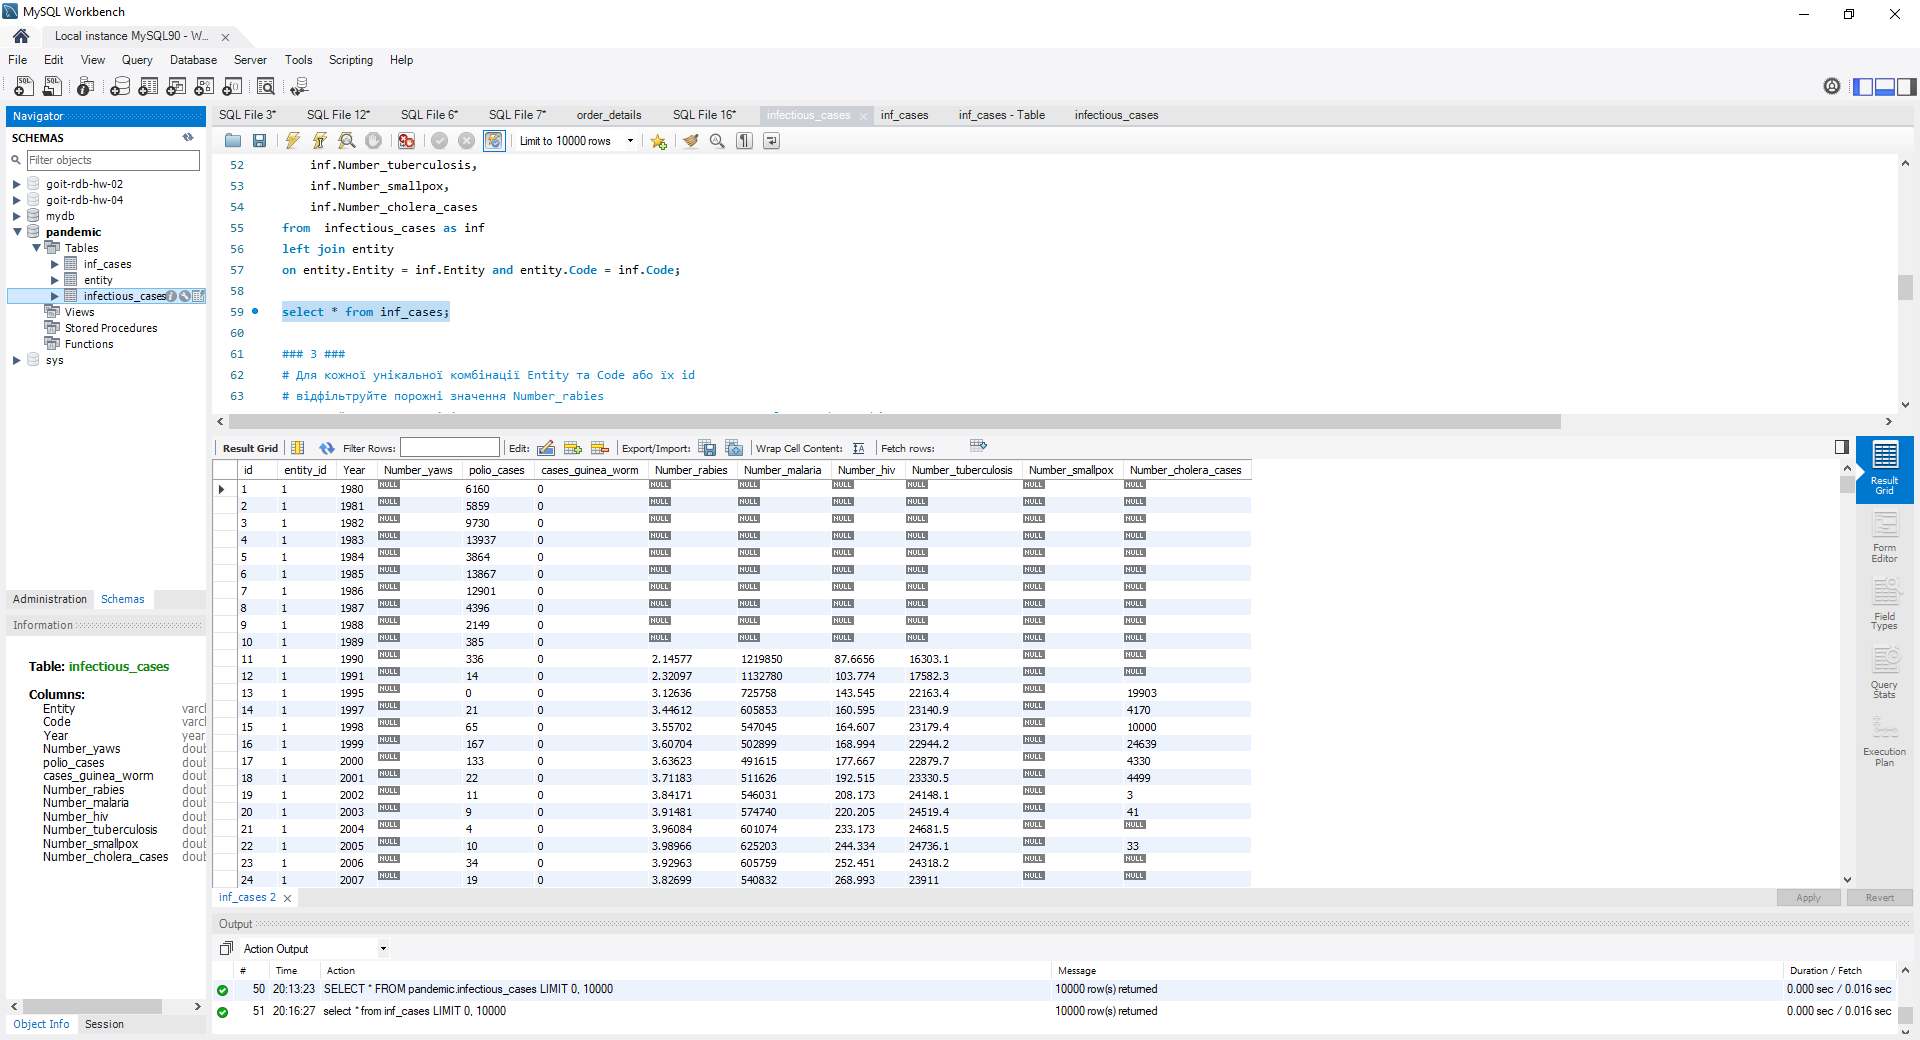 MySQL Workbench
Local instance MySQL90 - W...
File Edit View Query Database Server Tools Scripting Help
Navigator
SCHEMAS
Filter objects
goit-rdb-hw-02
goit-rdb-hw-04
mydb
pandemic
Tables
inf_cases
entity
infectious_cases
Views
Stored Procedures
Functions
sys
Administration Schemas
Information
Table: infectious_cases
Columns:
Entity varch
Code varch
Year year
Number_yaws doub
polio_cases doub
cases_guinea_worm doub
Number_rabies doub
Number_malaria doub
Number_hiv doub
Number_tuberculosis doub
Number_smallpox doub
Number_cholera_cases doub
Object Info Session
SQL File 3* SQL File 12* SQL File 6* SQL File 7* order_details SQL File 16* infectious_cases inf_cases inf_cases - Table infectious_cases
Limit to 10000 rows
52 inf.Number_tuberculosis,
53 inf.Number_smallpox,
54 inf.Number_cholera_cases
55 from infectious_cases as inf
56 left join entity
57 on entity.Entity = inf.Entity and entity.Code = inf.Code;
58
59 select * from inf_cases;
60
61 ### 3 ###
62 # Для кожної унікальної комбінації Entity та Code або їх id
63 # відфільтруйте порожні значення Number_rabies
Result Grid Filter Rows: Edit: Export/Import: Wrap Cell Content: Fetch rows:
id entity_id Year Number_yaws polio_cases cases_guinea_worm Number_rabies Number_malaria Number_hiv Number_tuberculosis Number_smallpox Number_cholera_cases
1 1 1980 NULL 6160 0 NULL NULL NULL NULL NULL NULL
2 1 1981 NULL 5859 0 NULL NULL NULL NULL NULL NULL
3 1 1982 NULL 9730 0 NULL NULL NULL NULL NULL NULL
4 1 1983 NULL 13937 0 NULL NULL NULL NULL NULL NULL
5 1 1984 NULL 3864 0 NULL NULL NULL NULL NULL NULL
6 1 1985 NULL 13867 0 NULL NULL NULL NULL NULL NULL
7 1 1986 NULL 12901 0 NULL NULL NULL NULL NULL NULL
8 1 1987 NULL 4396 0 NULL NULL NULL NULL NULL NULL
9 1 1988 NULL 2149 0 NULL NULL NULL NULL NULL NULL
10 1 1989 NULL 385 0 NULL NULL NULL NULL NULL NULL
11 1 1990 NULL 336 0 2.14577 1219850 87.6656 16303.1 NULL NULL
12 1 1991 NULL 14 0 2.32097 1132780 103.774 17582.3 NULL NULL
13 1 1995 NULL 0 0 3.12636 725758 143.545 22163.4 NULL 19903
14 1 1997 NULL 21 0 3.44612 605853 160.595 23140.9 NULL 4170
15 1 1998 NULL 65 0 3.55702 547045 164.607 23179.4 NULL 10000
16 1 1999 NULL 167 0 3.60704 502899 168.994 22944.2 NULL 24639
17 1 2000 NULL 133 0 3.63623 491615 177.667 22879.7 NULL 4330
18 1 2001 NULL 22 0 3.71183 511626 192.515 23330.5 NULL 4499
19 1 2002 NULL 11 0 3.84171 546031 208.173 24148.1 NULL 3
20 1 2003 NULL 9 0 3.91481 574740 220.205 24519.4 NULL 41
21 1 2004 NULL 4 0 3.96084 601074 233.173 24681.5 NULL NULL
22 1 2005 NULL 10 0 3.98966 625203 244.334 24736.1 NULL 33
23 1 2006 NULL 34 0 3.92963 605759 252.451 24318.2 NULL NULL
24 1 2007 NULL 19 0 3.82699 540832 268.993 23911 NULL NULL
Result Grid
Form Editor
Field Types
Query Stats
Execution Plan
inf_cases 2 Apply Revert
Output
Action Output
# Time Action Message Duration / Fetch
50 20:13:23 SELECT * FROM pandemic.infectious_cases LIMIT 0, 10000 10000 row(s) returned 0.000 sec / 0.016 sec
51 20:16:27 select * from inf_cases LIMIT 0, 10000 10000 row(s) returned 0.000 sec / 0.016 sec